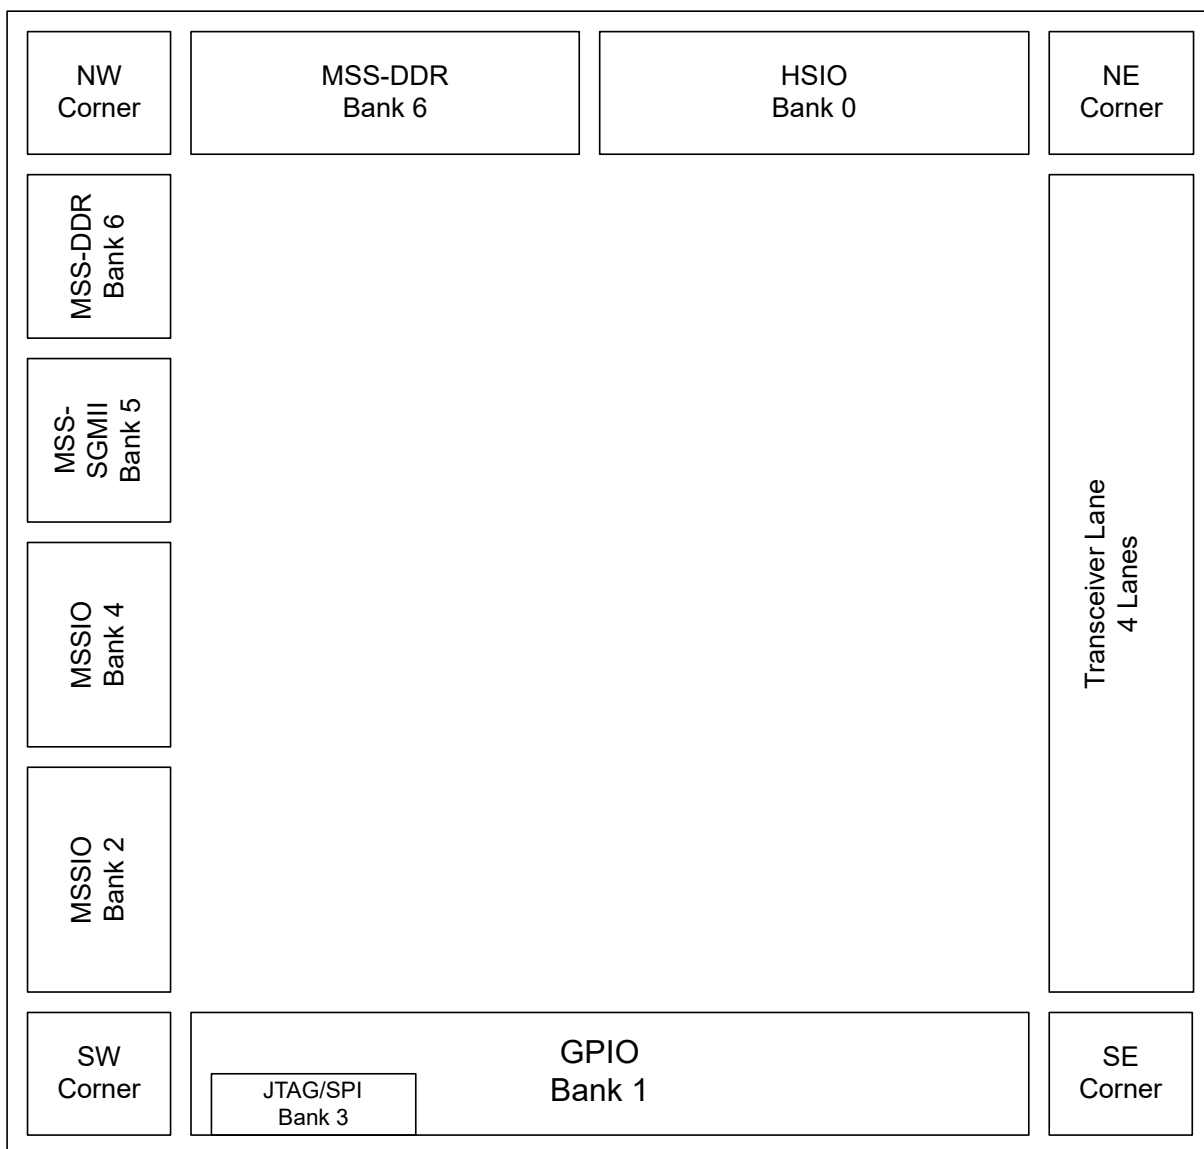 NW
Corner
MSS-DDR
Bank 6
HSIO
Bank 0
NE
Corner
MSS-DDR
Bank 6
MSS-
SGMII
Bank 5
MSSIO
Bank 4
MSSIO
Bank 2
Transceiver Lane
4 Lanes
SW
Corner
JTAG/SPI
Bank 3
GPIO
Bank 1
SE
Corner